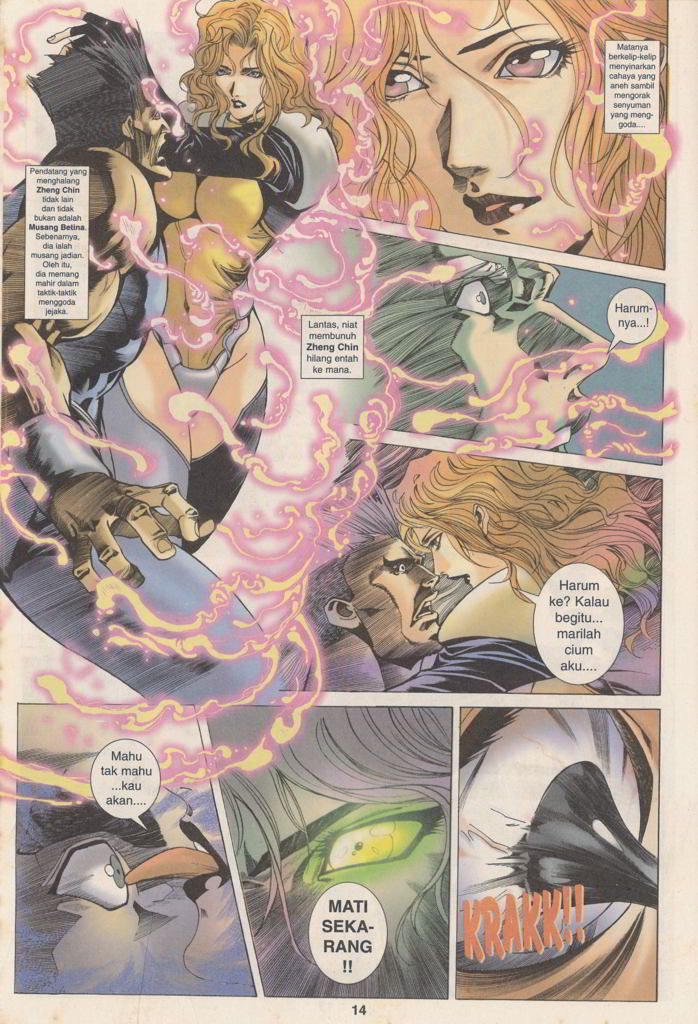 Pendatang yang
menghalang
Zheng Chin
tidak lain
dan tidak
bukan adalah
Musang Betina.
Sebenarnya,
dia ialah
musang jadian.
Oleh itu,
dia memang
mahir dalam
taktik-taktik
menggoda
jejaka.
Matanya
berkelip-kelip
menyinarkan
cahaya yang
aneh sambil
mengorak
senyuman
yang meng-
goda....
Lantas, niat
membunuh
Zheng Chin
hilang entah
ke mana.
Harum-
nya...!
Harum
ke? Kalau
begitu...
marilah
cium
aku....
Mahu
tak mahu
...kau
akan....
MATI
SEKA-
RANG
!!
KRAKK!!
14